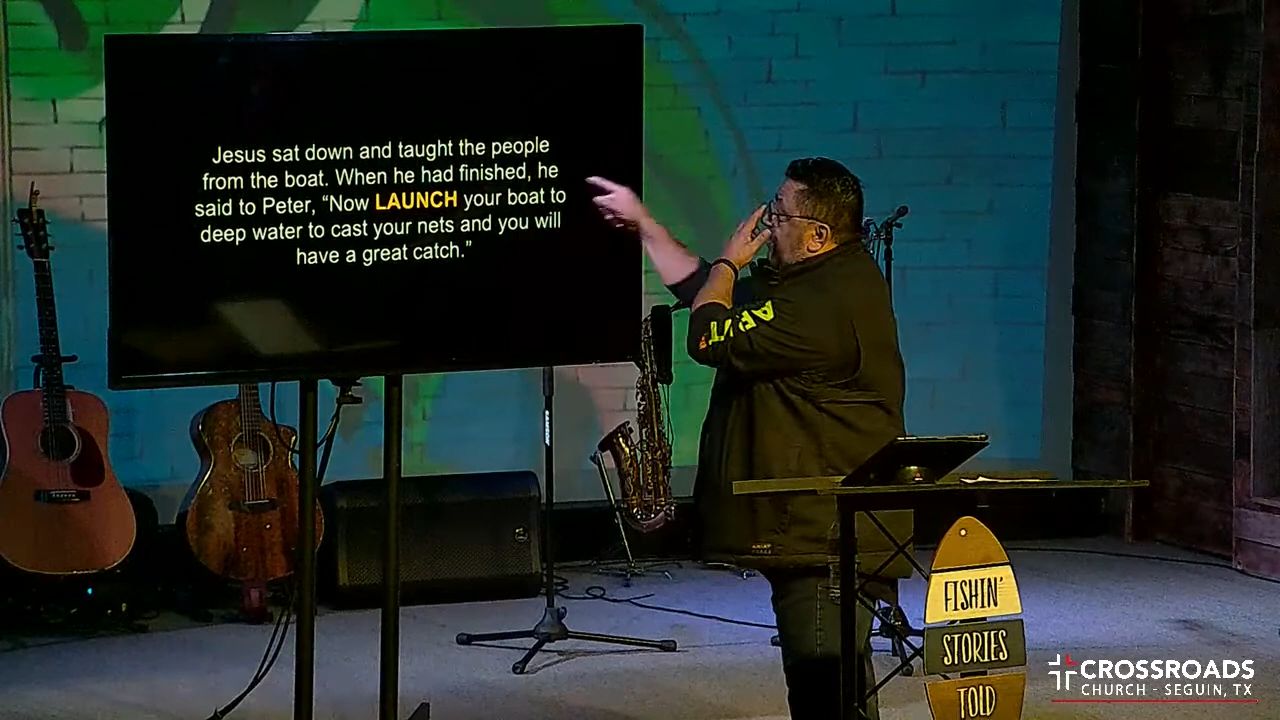 Jesus sat down and taught the people
from the boat. When he had finished, he
said to Peter, “Now LAUNCH your boat to
deep water to cast your nets and you will
have a great catch.”
FISHIN'
STORIES
TOLD
CROSSROADS
CHURCH - SEGUIN, TX